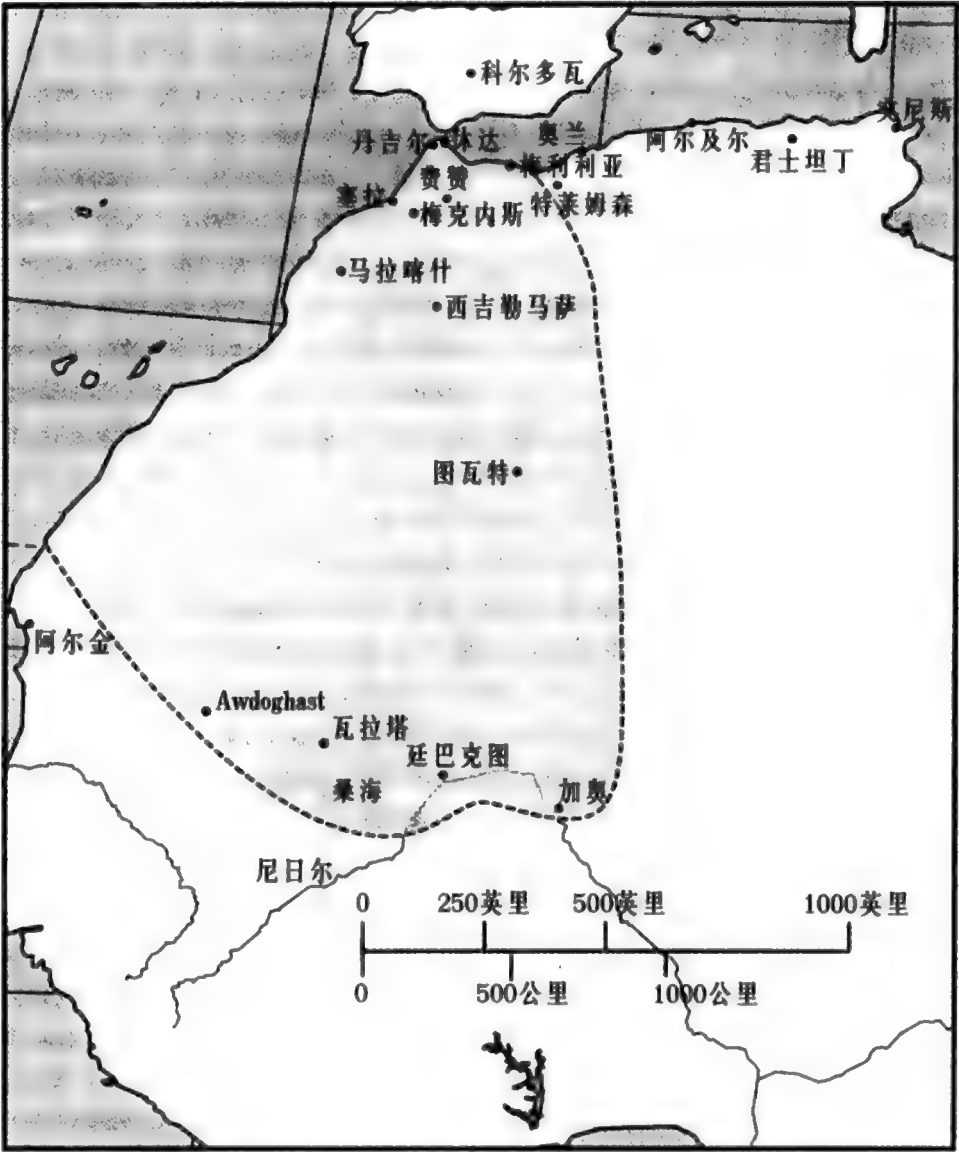 科尔多瓦
突尼斯
丹吉尔
休达
奥兰
阿尔及尔
君士坦丁
梅利利亚
费赞
塞拉
梅克内斯
特莱姆森
马拉喀什
西吉勒马萨
图瓦特
阿尔金
Awdoghast
瓦拉塔
廷巴克图
桑海
加奥
尼日尔
0 250英里 500英里 1000英里
0 500公里 1000公里